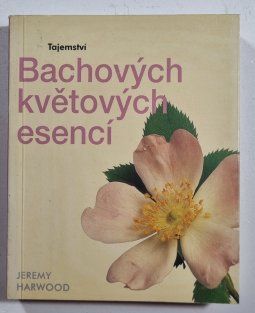 Tajemství
Bachových
květových
esencí
JEREMY
HARWOOD